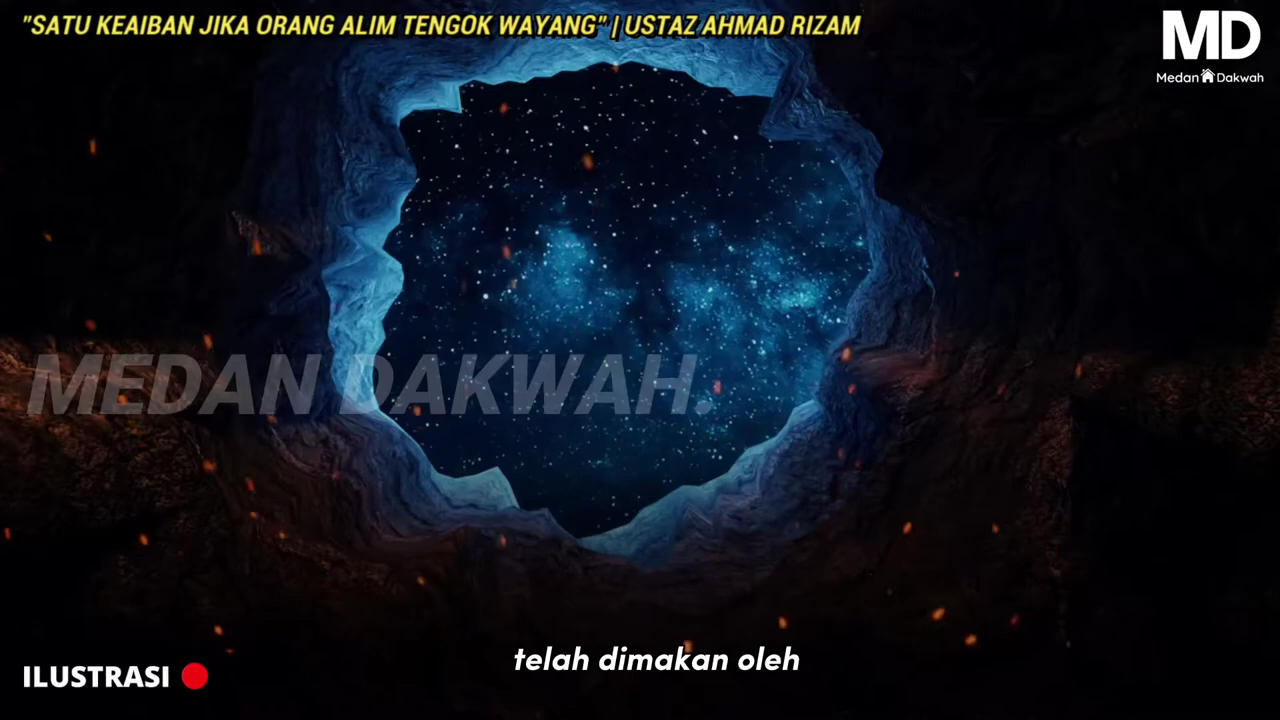 "SATU KEAIBAN JIKA ORANG ALIM TENGOK WAYANG" | USTAZ AHMAD RIZAM
MD
Medan Dakwah
MEDAN DAKWAH.
telah dimakan oleh
ILUSTRASI